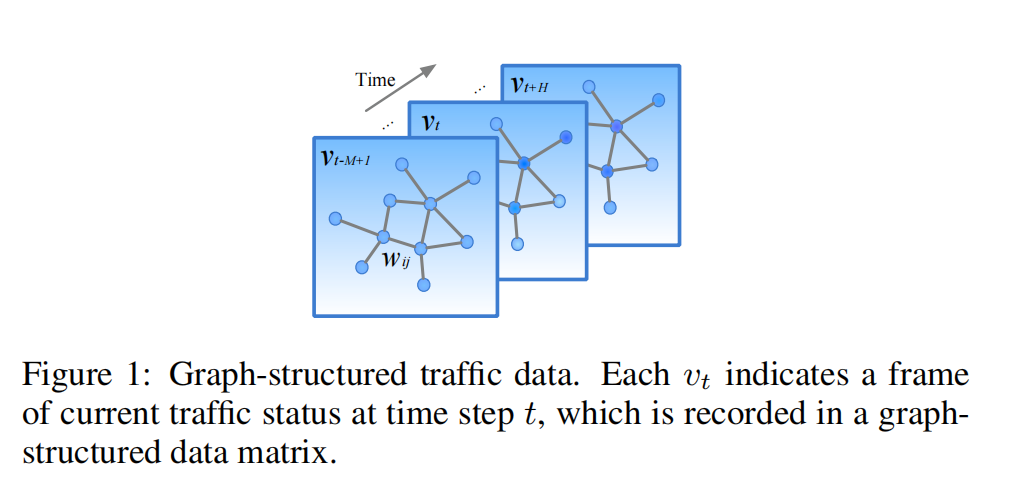 Time
...
V_{t+H}
...
V_t
V_{t-M+1}
W_{ij}
Figure 1: Graph-structured traffic data. Each v_t indicates a frame
of current traffic status at time step t, which is recorded in a graph-
structured data matrix.